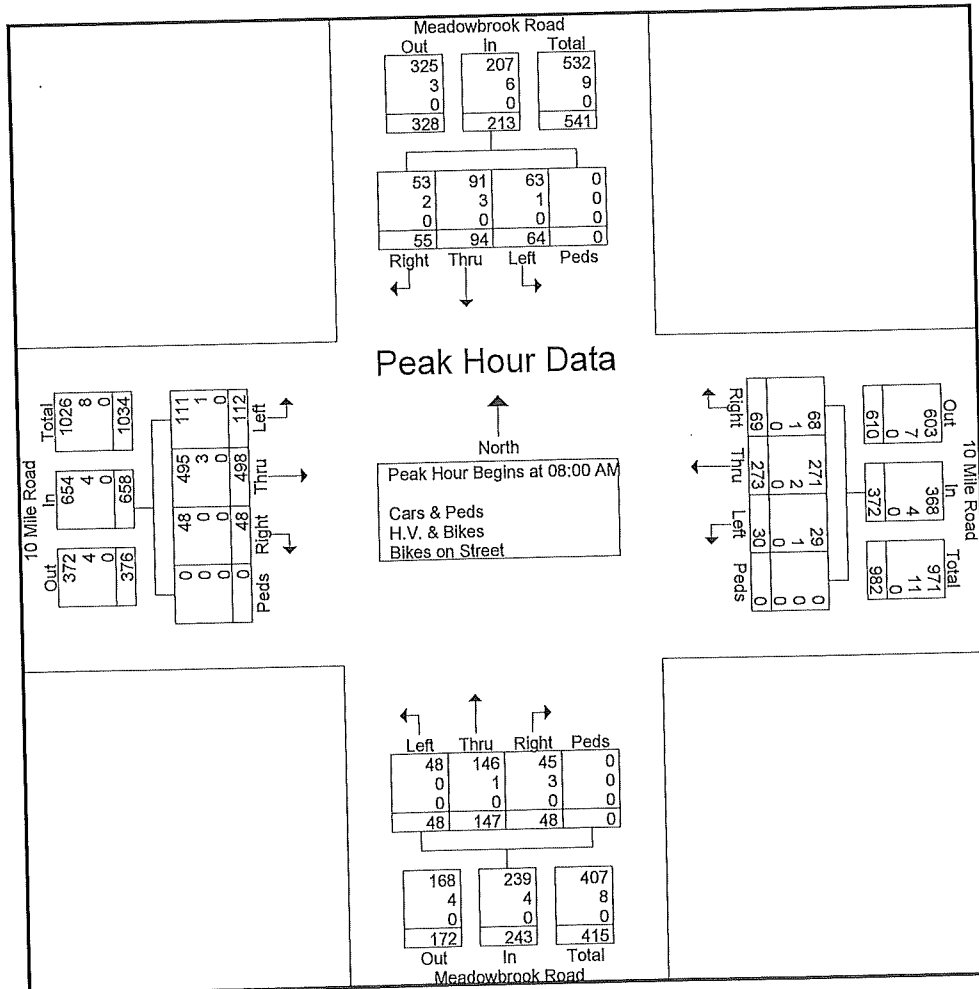 Meadowbrook Road
Out In Total
325 207 532
3 6 9
0 0 0
328 213 541
53 91 63 0
2 3 1 0
0 0 0 0
55 94 64 0
Right Thru Left Peds
Peak Hour Data
North
Peak Hour Begins at 08:00 AM
Cars & Peds
H.V. & Bikes
Bikes on Street
10 Mile Road
Out In Total
372 654 1026
4 4 8
0 0 0
376 658 1034
0 48 495 111
0 0 3 1
0 0 0 0
0 48 498 112
Peds Right Thru Left
10 Mile Road
Out In Total
603 368 971
7 4 11
0 0 0
610 372 982
68 271 29 0
1 2 1 0
0 0 0 0
69 273 30 0
Right Thru Left Peds
Left Thru Right Peds
48 146 45 0
0 1 3 0
0 0 0 0
48 147 48 0
168 239 407
4 4 8
0 0 0
172 243 415
Out In Total
Meadowbrook Road